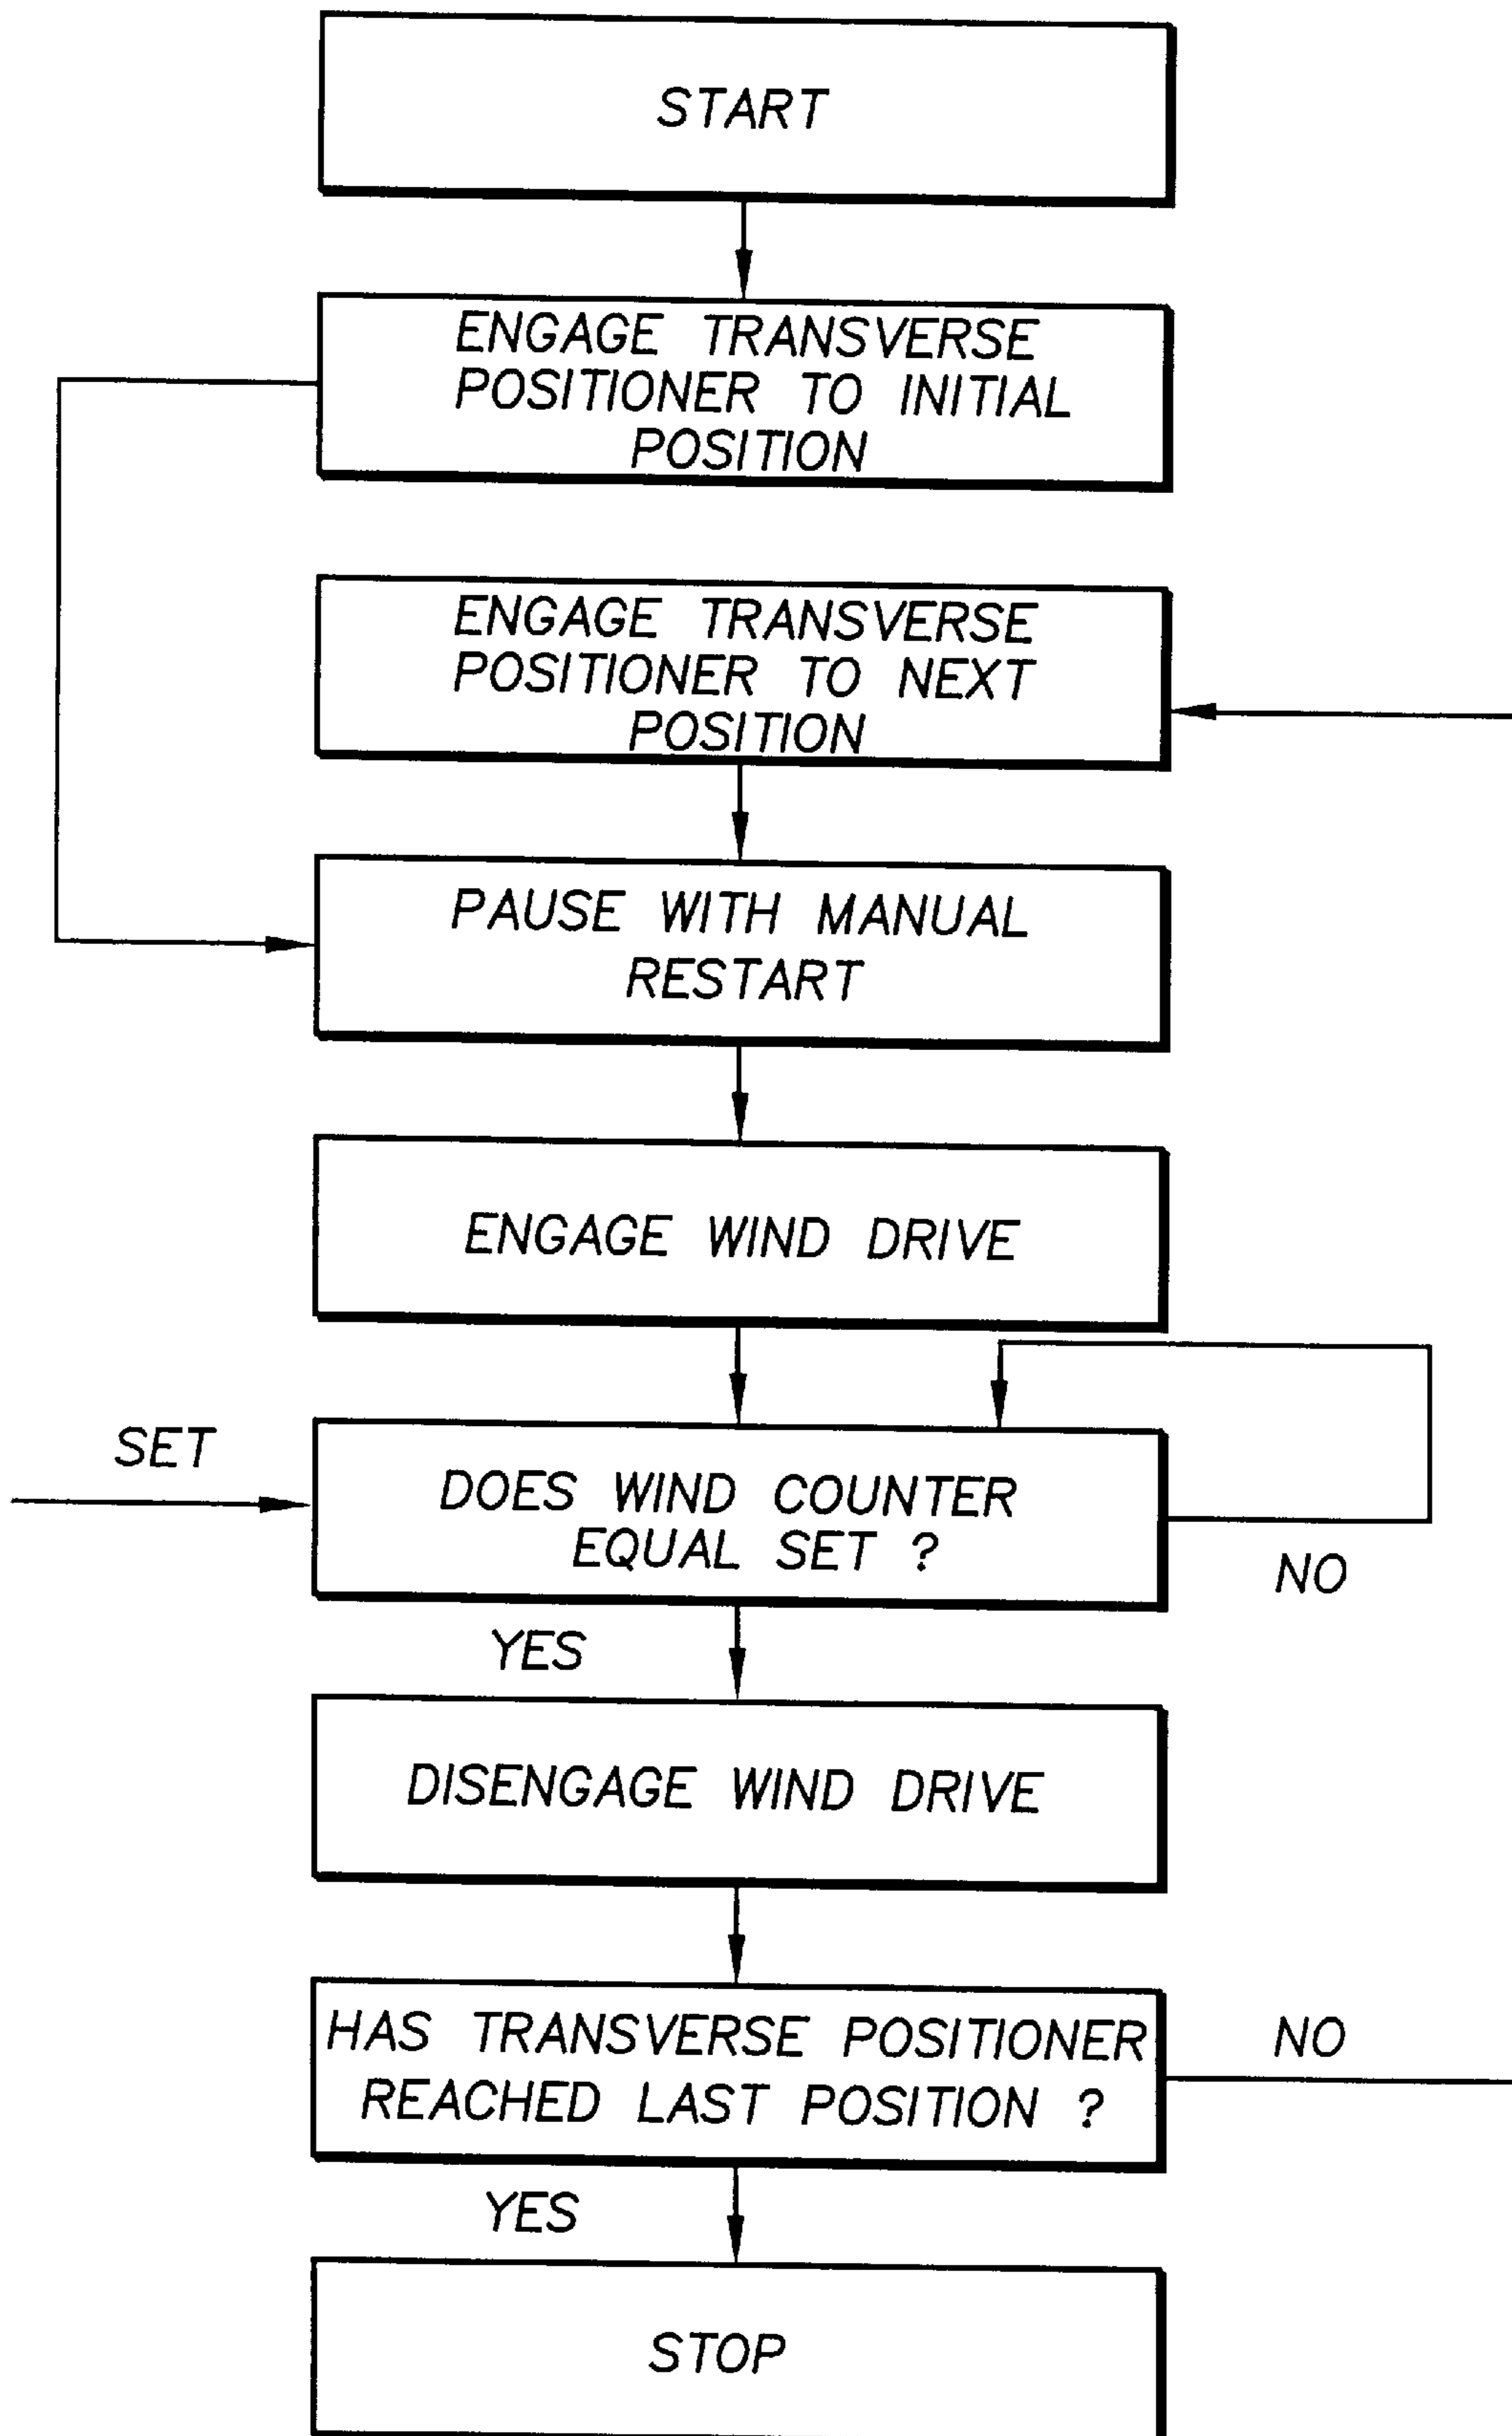 START
ENGAGE TRANSVERSE
POSITIONER TO INITIAL
POSITION
ENGAGE TRANSVERSE
POSITIONER TO NEXT
POSITION
PAUSE WITH MANUAL
RESTART
ENGAGE WIND DRIVE
SET
DOES WIND COUNTER
EQUAL SET ?
NO
YES
DISENGAGE WIND DRIVE
HAS TRANSVERSE POSITIONER
REACHED LAST POSITION ?
NO
YES
STOP